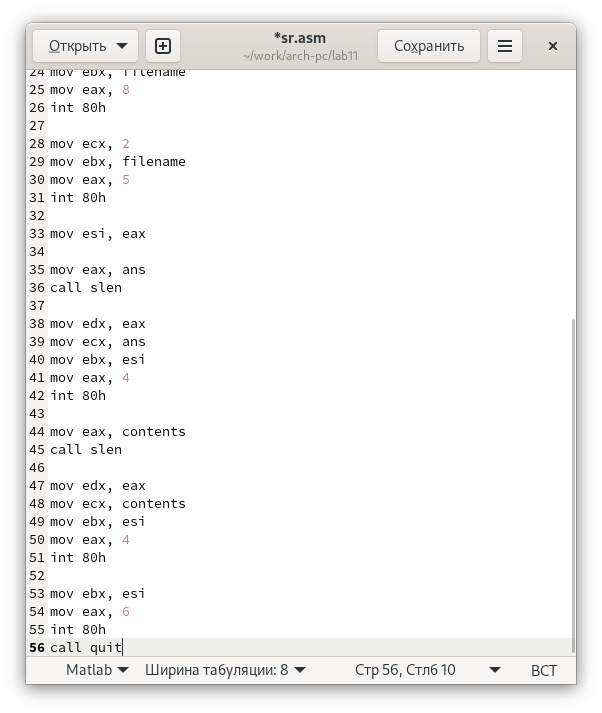 Открыть
*sr.asm
~/work/arch-pc/lab11
Сохранить
24 mov ebx, filename
25 mov eax, 8
26 int 80h
27
28 mov ecx, 2
29 mov ebx, filename
30 mov eax, 5
31 int 80h
32
33 mov esi, eax
34
35 mov eax, ans
36 call slen
37
38 mov edx, eax
39 mov ecx, ans
40 mov ebx, esi
41 mov eax, 4
42 int 80h
43
44 mov eax, contents
45 call slen
46
47 mov edx, eax
48 mov ecx, contents
49 mov ebx, esi
50 mov eax, 4
51 int 80h
52
53 mov ebx, esi
54 mov eax, 6
55 int 80h
56 call quit
Matlab Ширина табуляции: 8 Стр 56, Стлб 10 ВСТ